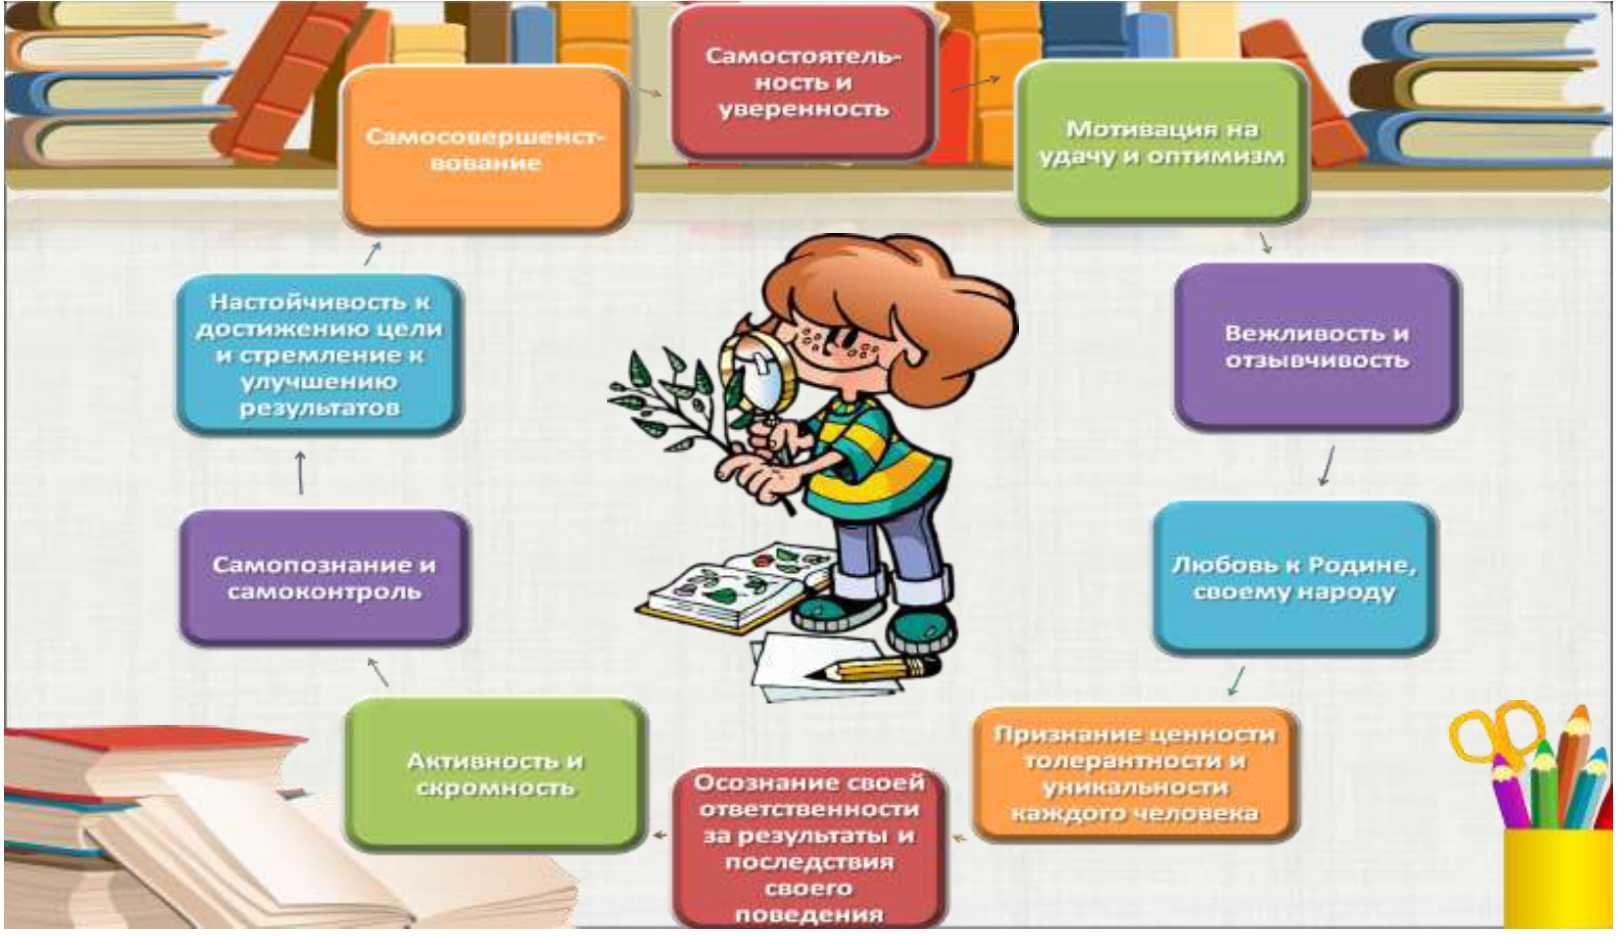 Самостоятель-
ность и
уверенность
Мотивация на
удачу и оптимизм
Вежливость и
отзывчивость
Любовь к Родине,
своему народу
Признание ценности
толерантности и
уникальности
каждого человека
Осознание своей
ответственности
за результаты и
последствия
своего
поведения
Активность и
скромность
Самопознание и
самоконтроль
Настойчивость к
достижению цели
и стремление к
улучшению
результатов
Самосовершенст-
вование